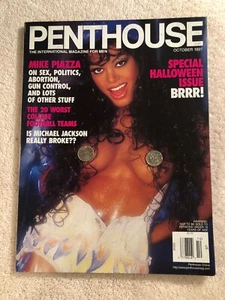 PENTHOUSE
THE INTERNATIONAL MAGAZINE FOR MEN
OCTOBER 1997
MIKE PIAZZA
ON SEX, POLITICS,
ABORTION,
GUN CONTROL,
AND LOTS
OF OTHER STUFF
THE 20 WORST
COLLEGE
FOOTBALL TEAMS
IS MICHAEL JACKSON
REALLY BROKE??
SPECIAL
HALLOWEEN
ISSUE
BRRR!